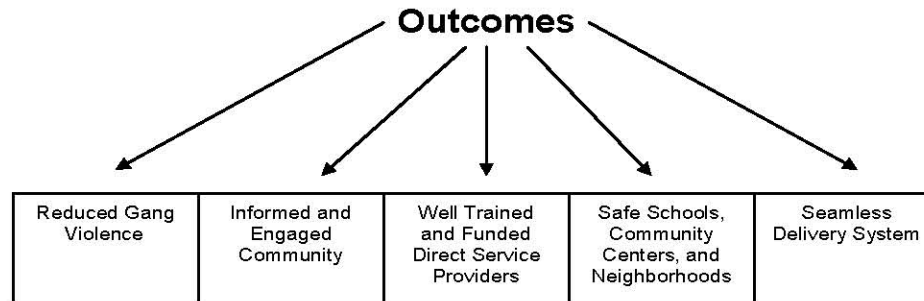 Outcomes
Reduced Gang
Violence
Informed and
Engaged
Community
Well Trained
and Funded
Direct Service
Providers
Safe Schools,
Community
Centers, and
Neighborhoods
Seamless
Delivery System